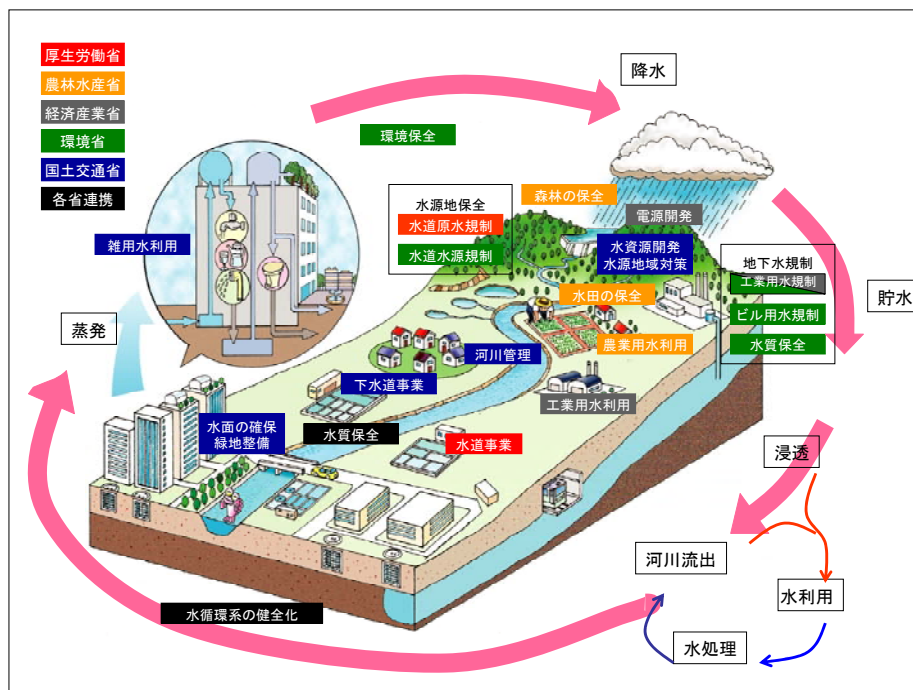 厚生労働省
農林水産省
経済産業省
環境省
国土交通省
各省連携
降水
環境保全
森林の保全
水源地保全
水道原水規制
水道水源規制
電源開発
雑用水利用
水資源開発
水源地域対策
地下水規制
工業用水規制
ビル用水規制
水質保全
貯水
水田の保全
蒸発
河川管理
農業用水利用
下水道事業
工業用水利用
水面の確保
緑地整備
水質保全
水道事業
浸透
河川流出
水利用
水循環系の健全化
水処理